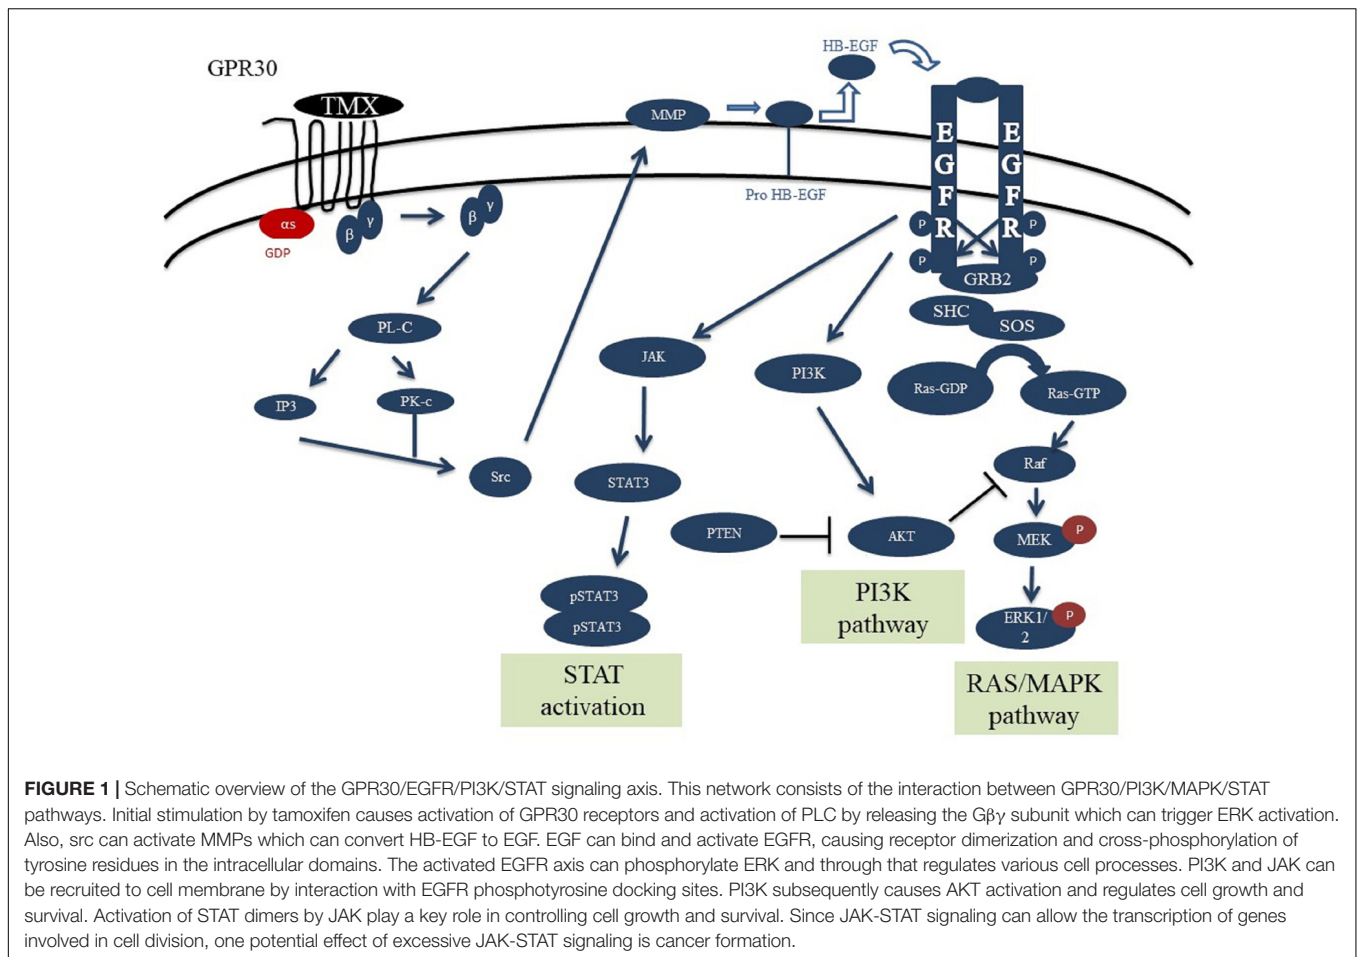 GPR30
TMX
αs
GDP
β
γ
β
γ
PL-C
IP3
PK-c
Src
MMP
Pro HB-EGF
HB-EGF
EGFR
EGFR
P
P
P
P
GRB2
SHC
SOS
Ras-GDP
Ras-GTP
JAK
PI3K
Raf
STAT3
PTEN
AKT
MEK
P
pSTAT3
pSTAT3
ERK1/
2
P
STAT
activation
PI3K
pathway
RAS/MAPK
pathway
FIGURE 1 | Schematic overview of the GPR30/EGFR/PI3K/STAT signaling axis. This network consists of the interaction between GPR30/PI3K/MAPK/STAT
pathways. Initial stimulation by tamoxifen causes activation of GPR30 receptors and activation of PLC by releasing the Gβγ subunit which can trigger ERK activation.
Also, src can activate MMPs which can convert HB-EGF to EGF. EGF can bind and activate EGFR, causing receptor dimerization and cross-phosphorylation of
tyrosine residues in the intracellular domains. The activated EGFR axis can phosphorylate ERK and through that regulates various cell processes. PI3K and JAK can
be recruited to cell membrane by interaction with EGFR phosphotyrosine docking sites. PI3K subsequently causes AKT activation and regulates cell growth and
survival. Activation of STAT dimers by JAK play a key role in controlling cell growth and survival. Since JAK-STAT signaling can allow the transcription of genes
involved in cell division, one potential effect of excessive JAK-STAT signaling is cancer formation.